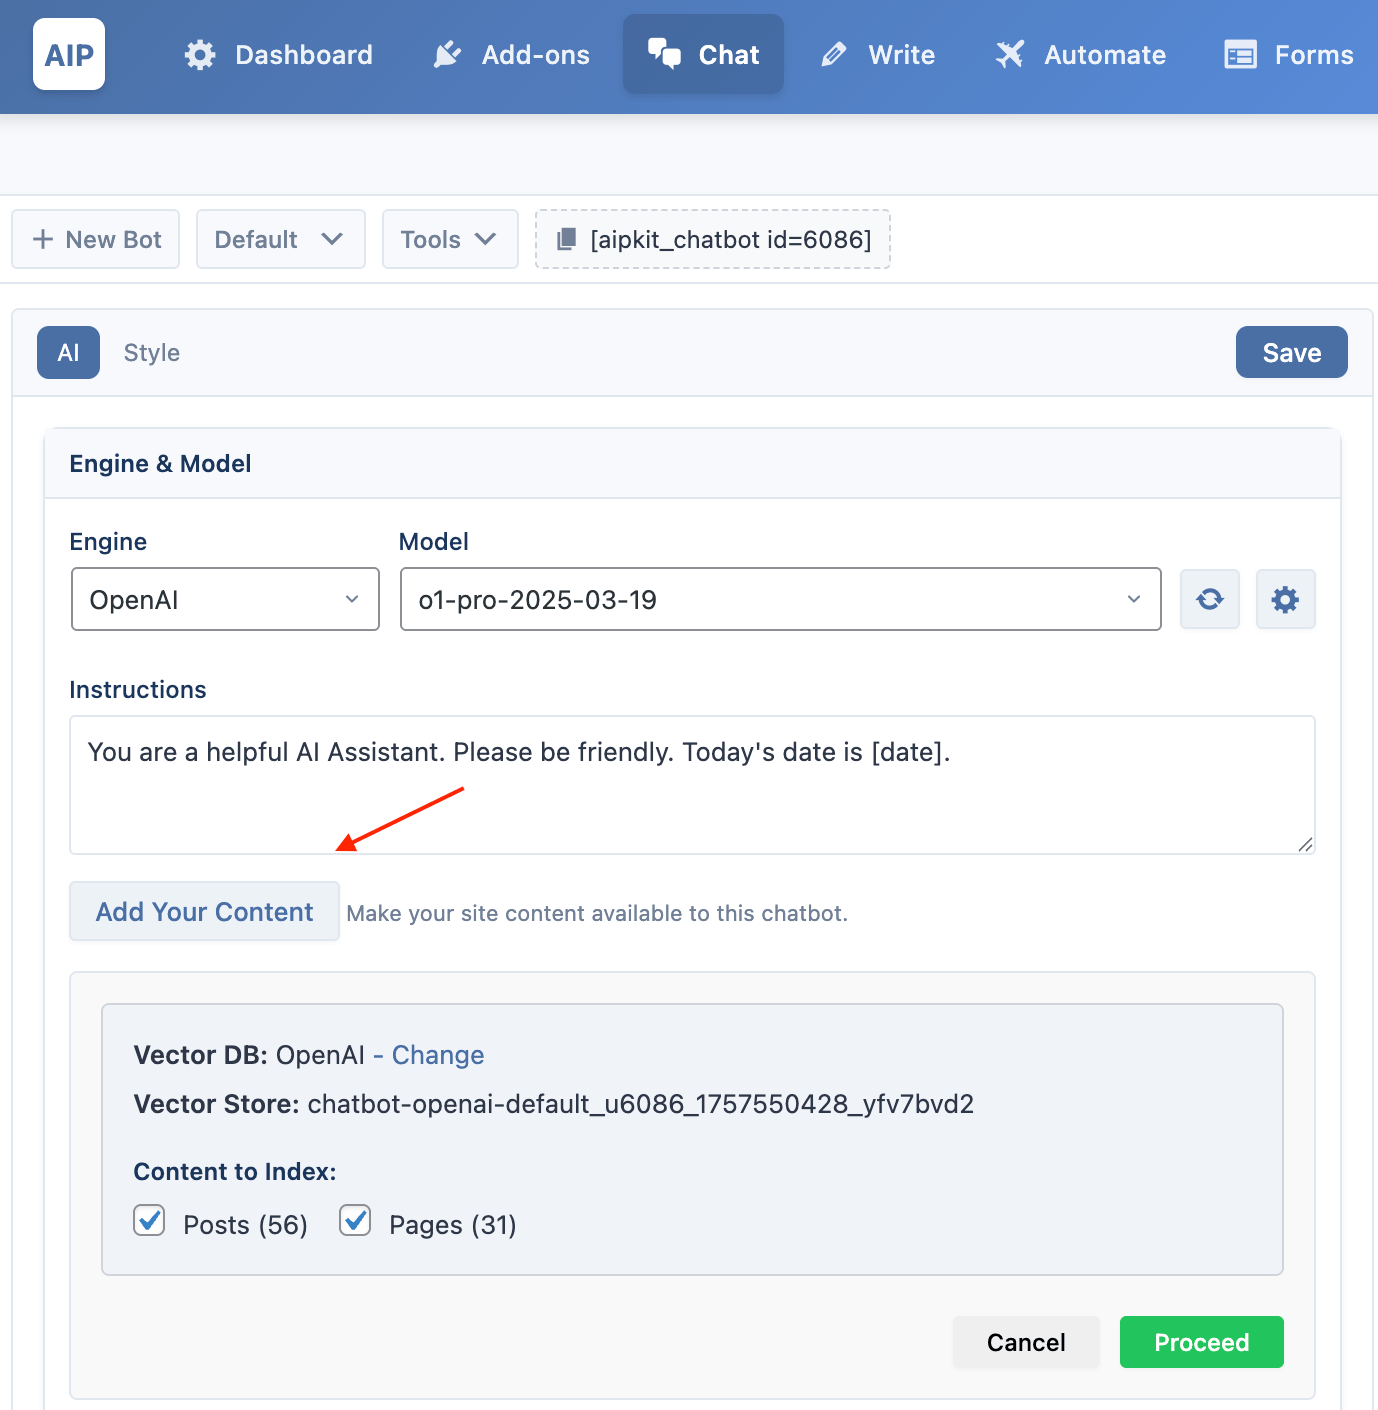 AIP Dashboard Add-ons Chat Write Automate Forms
New Bot Default Tools [aipkit_chatbot id=6086]
AI Style Save
Engine & Model
Engine Model
OpenAI o1-pro-2025-03-19
Instructions
You are a helpful AI Assistant. Please be friendly. Today's date is [date].
Add Your Content Make your site content available to this chatbot.
Vector DB: OpenAI - Change
Vector Store: chatbot-openai-default_u6086_1757550428_yfv7bvd2
Content to Index:
Posts (56) Pages (31)
Cancel Proceed